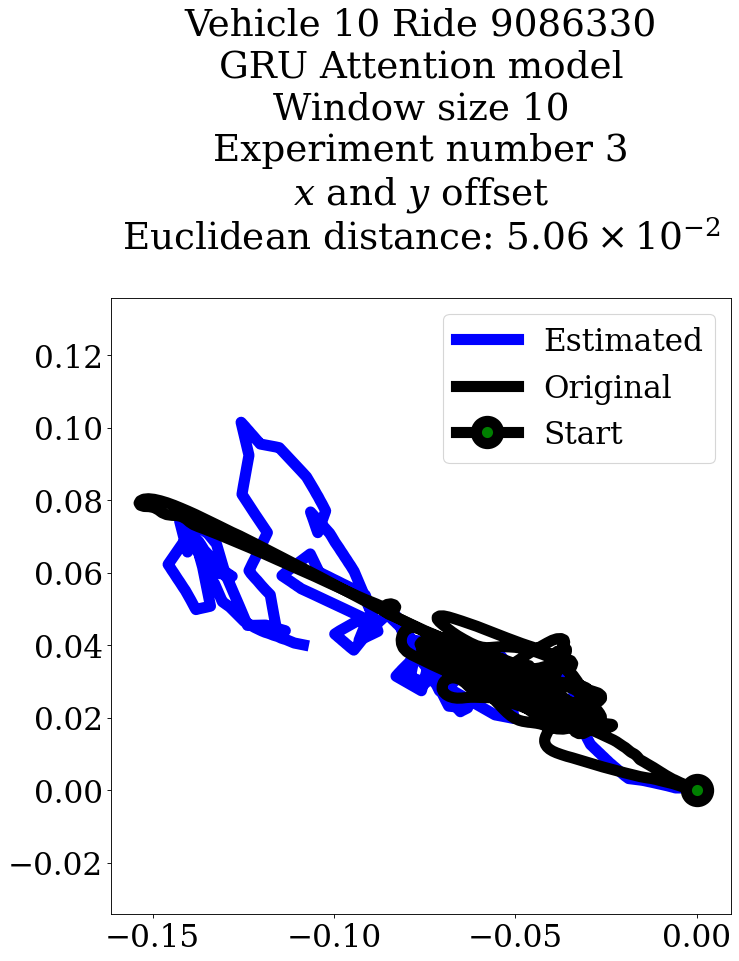 Vehicle 10 Ride 9086330
GRU Attention model
Window size 10
Experiment number 3
x and y offset
Euclidean distance: 5.06 × 10⁻²
Estimated
Original
Start
0.12
0.10
0.08
0.06
0.04
0.02
0.00
−0.02
−0.15 −0.10 −0.05 0.00